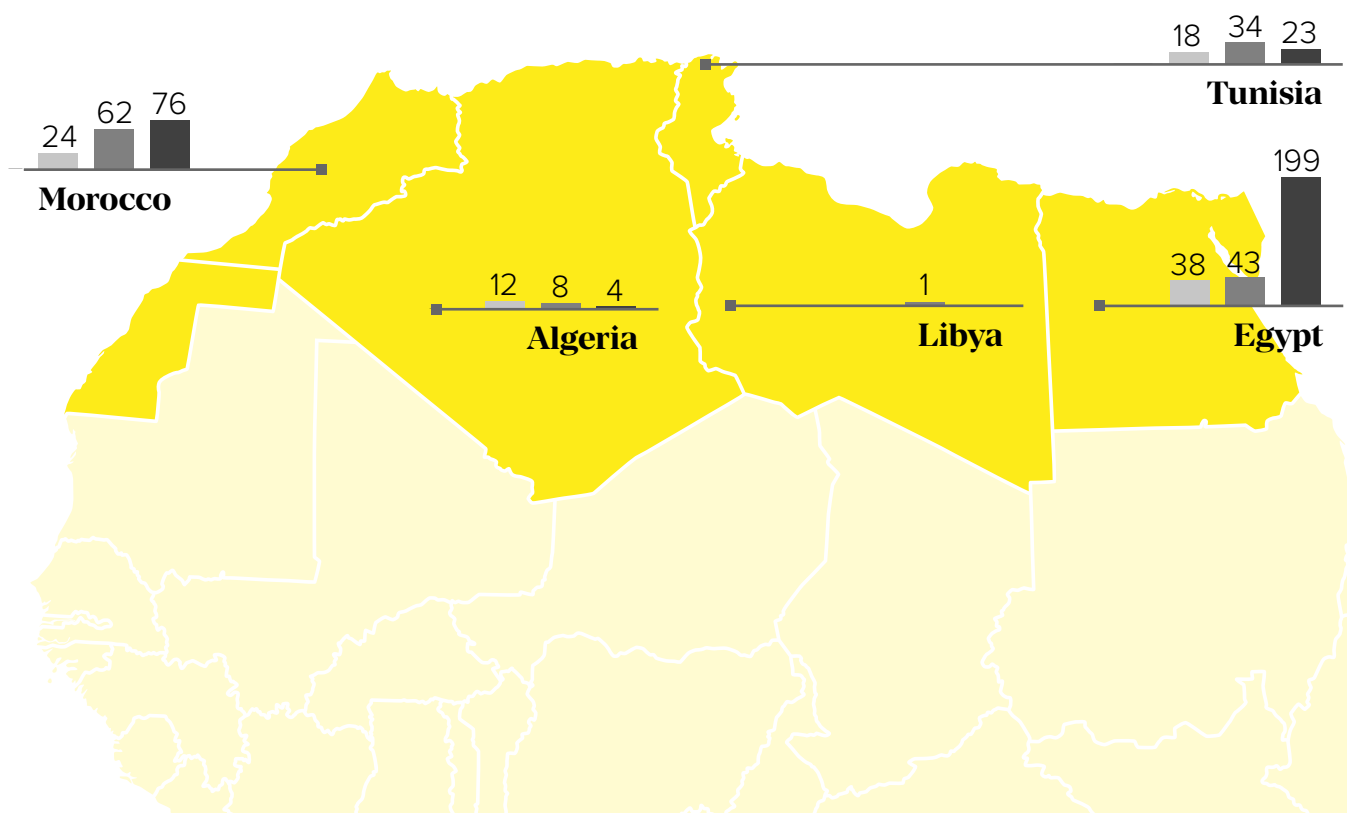 18 34 23
Tunisia
24 62 76
Morocco
199
38 43
Egypt
12 8 4
Algeria
1
Libya